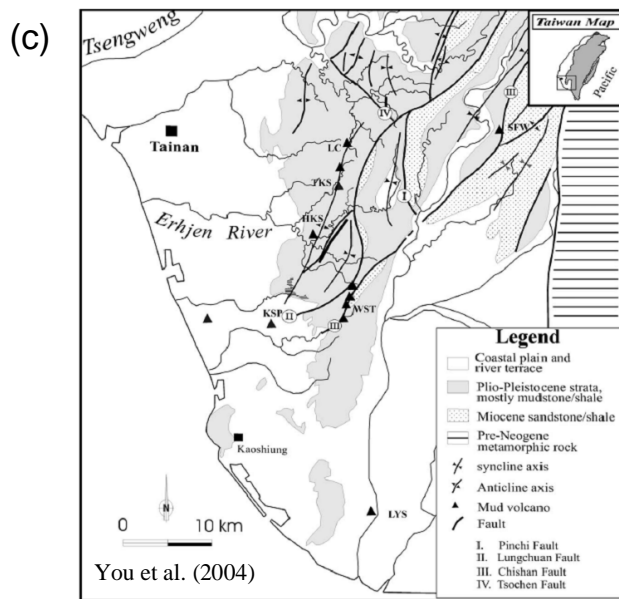 (c)
Tsengweng
Taiwan Map
Pacific
III
SFW
IV
Tainan
LC
TKS
I
HKS
Erhjen River
KSP
II
III
WST
Kaoshiung
LYS
N
0 10 km
You et al. (2004)
Legend
Coastal plain and
river terrace
Plio-Pleistocene strata,
mostly mudstone/shale
Miocene sandstone/shale
Pre-Neogene
metamorphic rock
syncline axis
Anticline axis
Mud volcano
Fault
I. Pinchi Fault
II. Lungchuan Fault
III. Chishan Fault
IV. Tsochen Fault